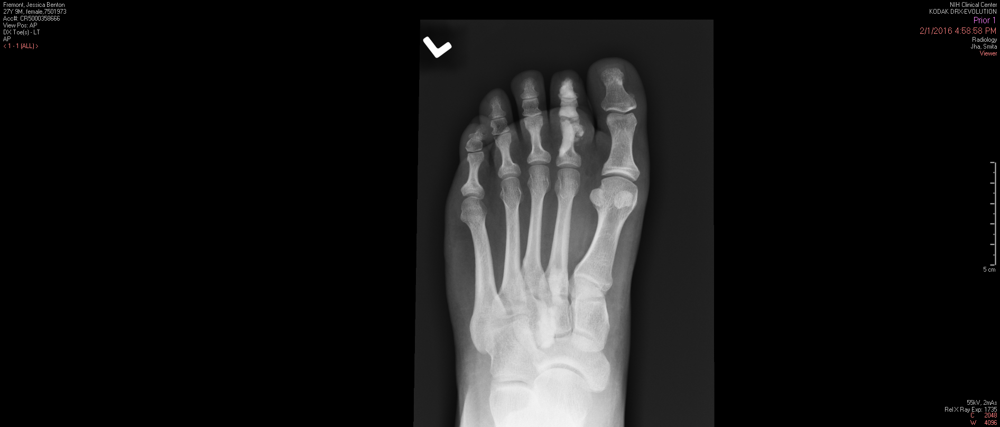 Fremont, Jessica Benton
27Y 9M, female,7501973
Acc#: CR5000358666
View Pos: AP
DX Toe(s) - LT
AP
< 1 - 1 (ALL) >
NIH Clinical Center
KODAK DRX-EVOLUTION
Prior 1
2/1/2016 4:58:58 PM
Radiology
Jha, Smita
Viewer
L
5 cm
55kV, 2mAs
Rel X Ray Exp: 1735
C 2048
W 4096